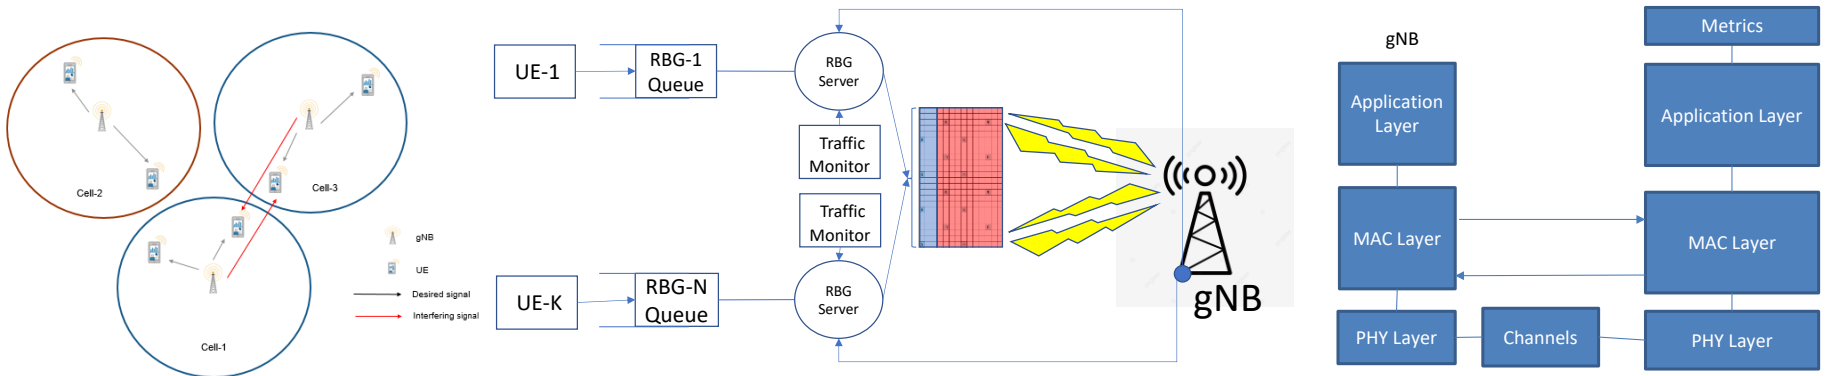 Cell-2
Cell-3
Cell-1
gNB
UE
Desired signal
Interfering signal
UE-1
RBG-1
Queue
RBG
Server
Traffic
Monitor
Traffic
Monitor
UE-K
RBG-N
Queue
RBG
Server
gNB
gNB
Application
Layer
MAC Layer
PHY Layer
Channels
Metrics
Application Layer
MAC Layer
PHY Layer